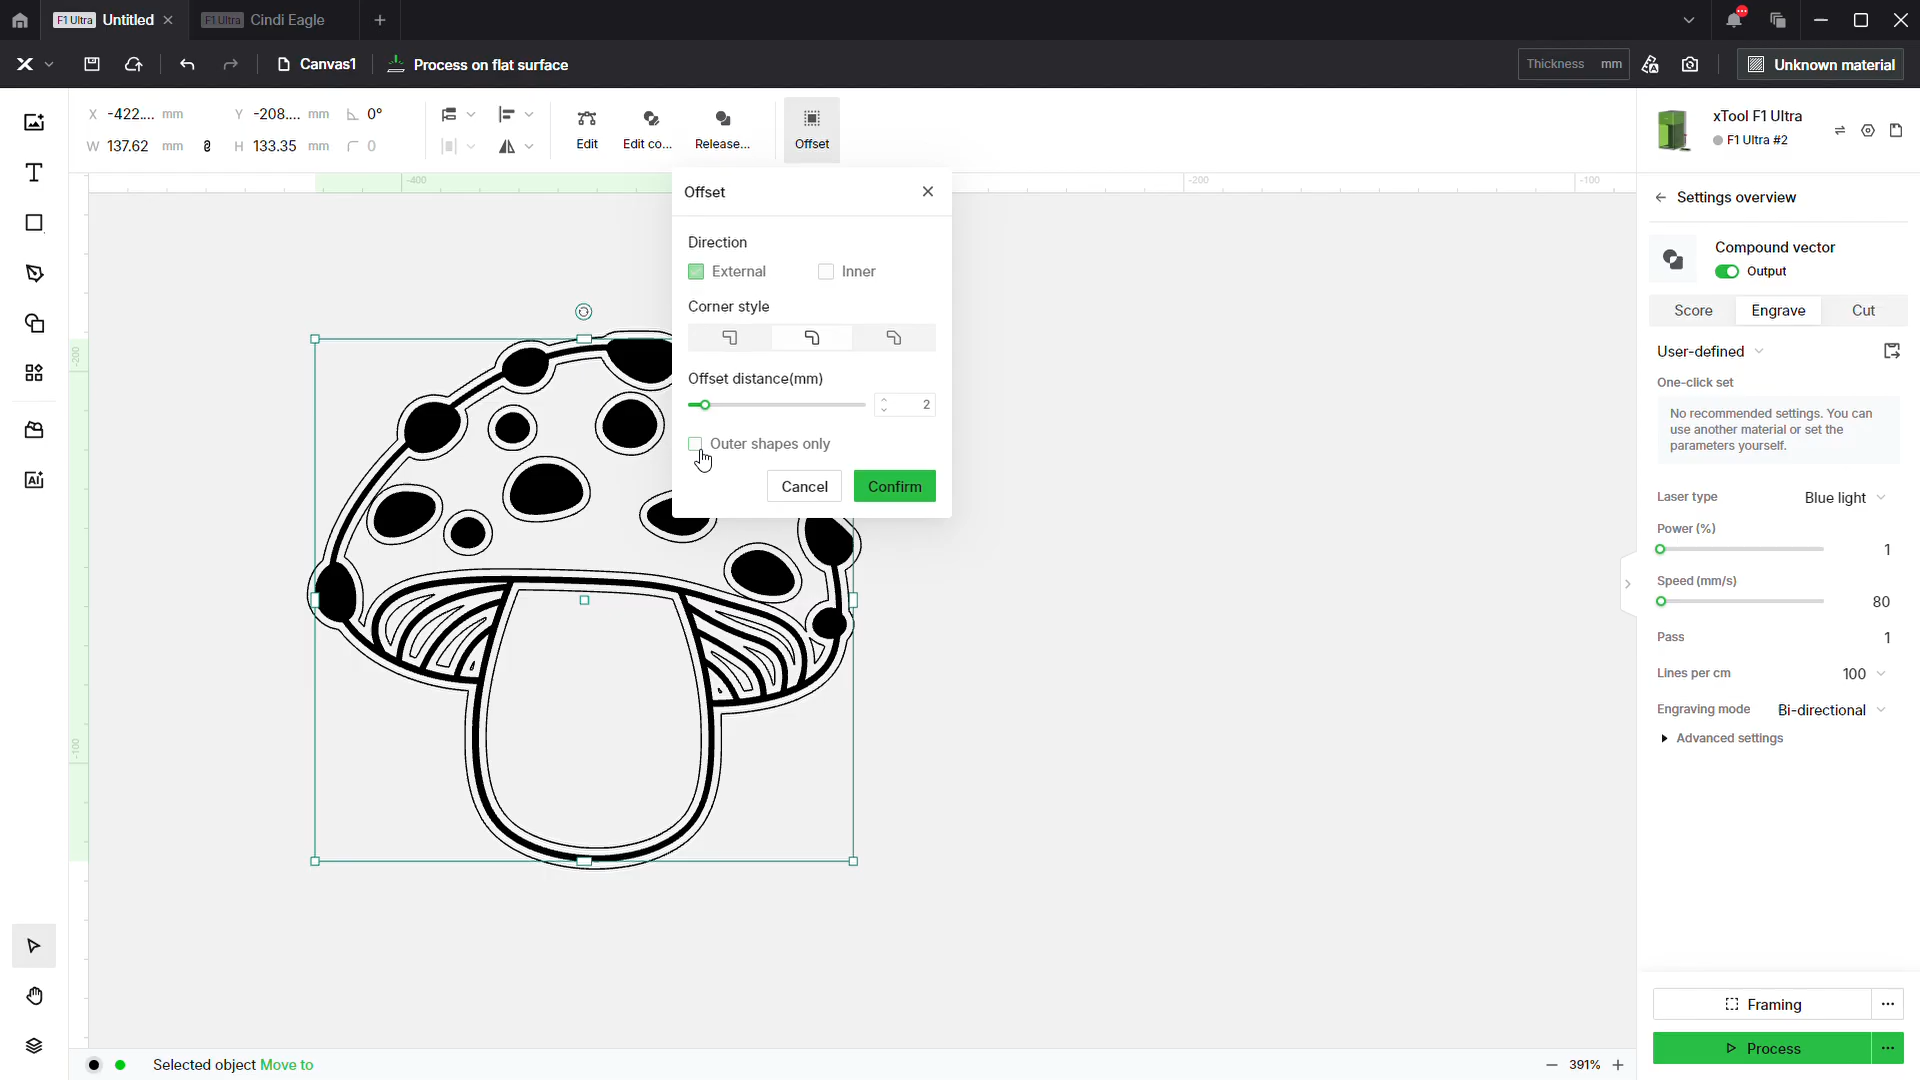 F1 Ultra Untitled
F1 Ultra Cindi Eagle
Canvas1
Process on flat surface
Thickness mm
Unknown material
X -422.... mm Y -208.... mm 0°
W 137.62 mm H 133.35 mm 0
Edit Edit co... Release... Offset
xTool F1 Ultra
F1 Ultra #2
-400 -200 -100
Offset
Settings overview
Direction
External Inner
Compound vector
Output
Corner style
Score Engrave Cut
User-defined
-200
Offset distance(mm)
2
One-click set
No recommended settings. You can
use another material or set the
parameters yourself.
Outer shapes only
Cancel Confirm
AI
Laser type Blue light
Power (%)
1
Speed (mm/s)
80
Pass 1
Lines per cm 100
Engraving mode Bi-directional
Advanced settings
-100
Framing
Process
Selected object Move to
391%